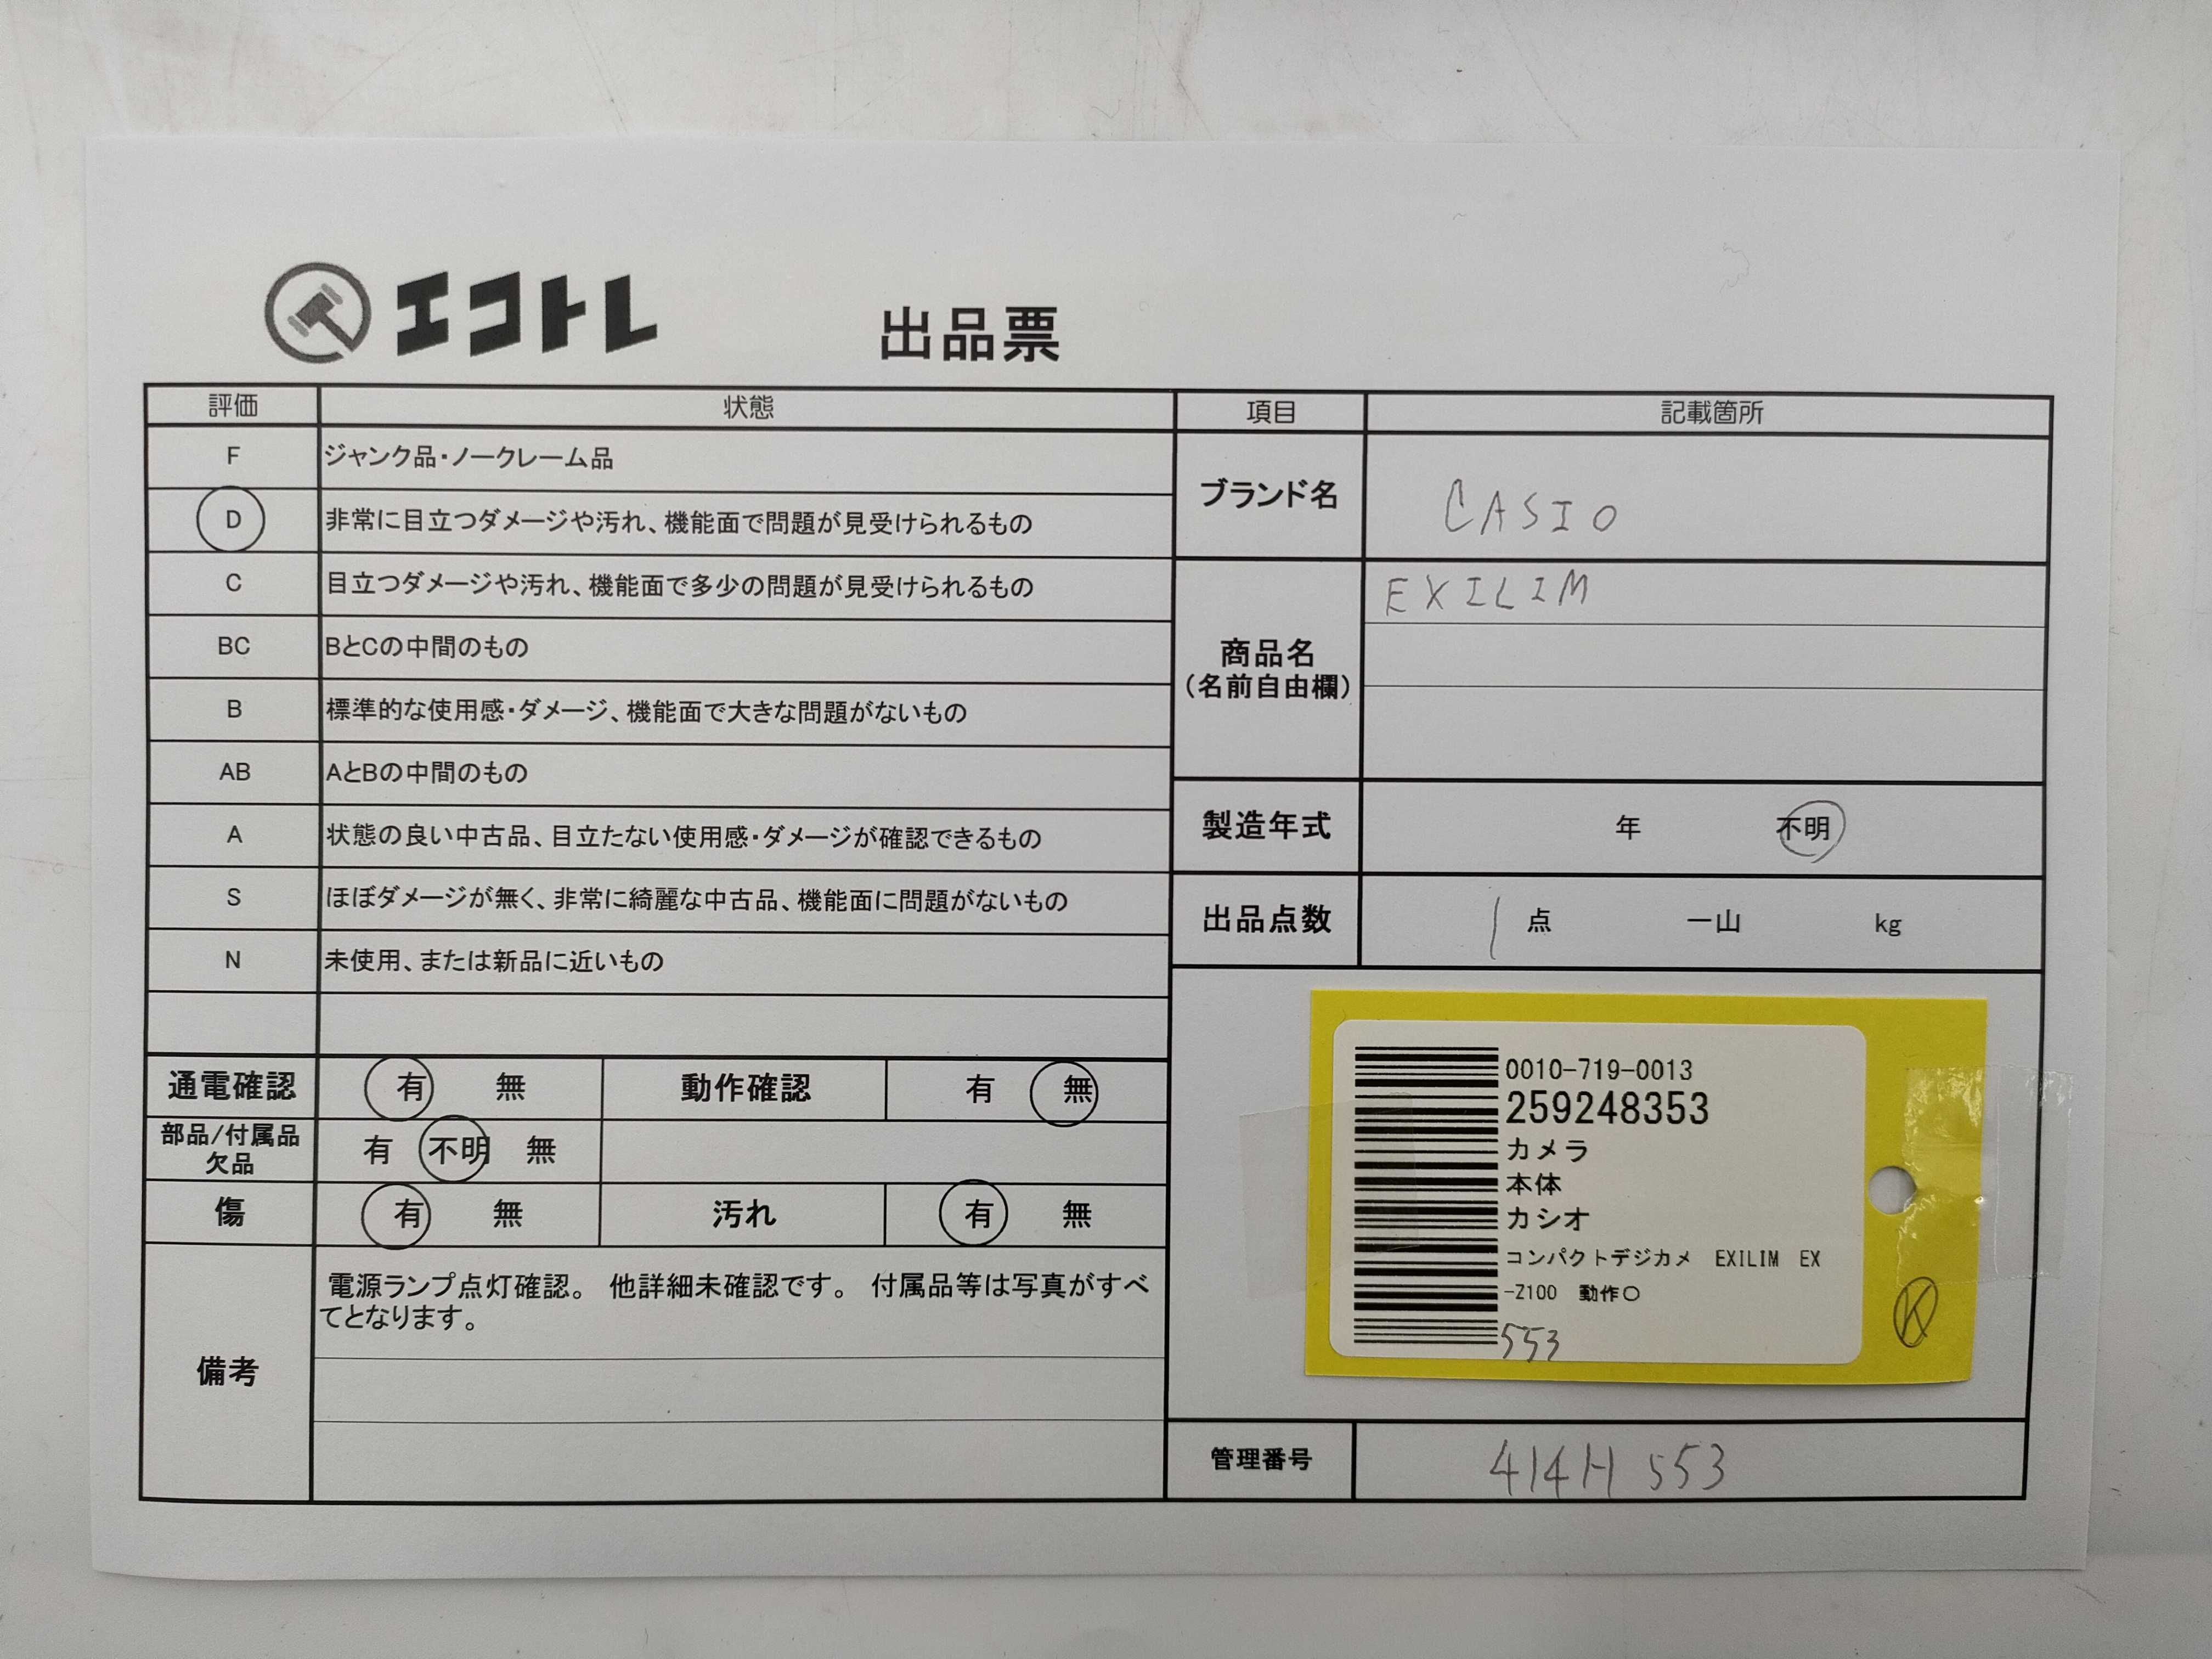 エコトレ
出品票
評価 状態
F ジャンク品・ノークレーム品
D 非常に目立つダメージや汚れ、機能面で問題が見受けられるもの
C 目立つダメージや汚れ、機能面で多少の問題が見受けられるもの
BC BとCの中間のもの
B 標準的な使用感・ダメージ、機能面で大きな問題がないもの
AB AとBの中間のもの
A 状態の良い中古品、目立たない使用感・ダメージが確認できるもの
S ほぼダメージが無く、非常に綺麗な中古品、機能面に問題がないもの
N 未使用、または新品に近いもの
通電確認 有 無 動作確認 有 無
部品/付属品
欠品
有 不明 無
傷 有 無 汚れ 有 無
備考
電源ランプ点灯確認。 他詳細未確認です。 付属品等は写真がすべ
てとなります。
項目 記載箇所
ブランド名 CASIO
商品名
(名前自由欄)
EXILIM
製造年式 年 不明
出品点数 1 点 一山 kg
0010-719-0013
259248353
カメラ
本体
カシオ
コンパクトデジカメ EXILIM EX
-Z100 動作○
553
K
管理番号 414H 553